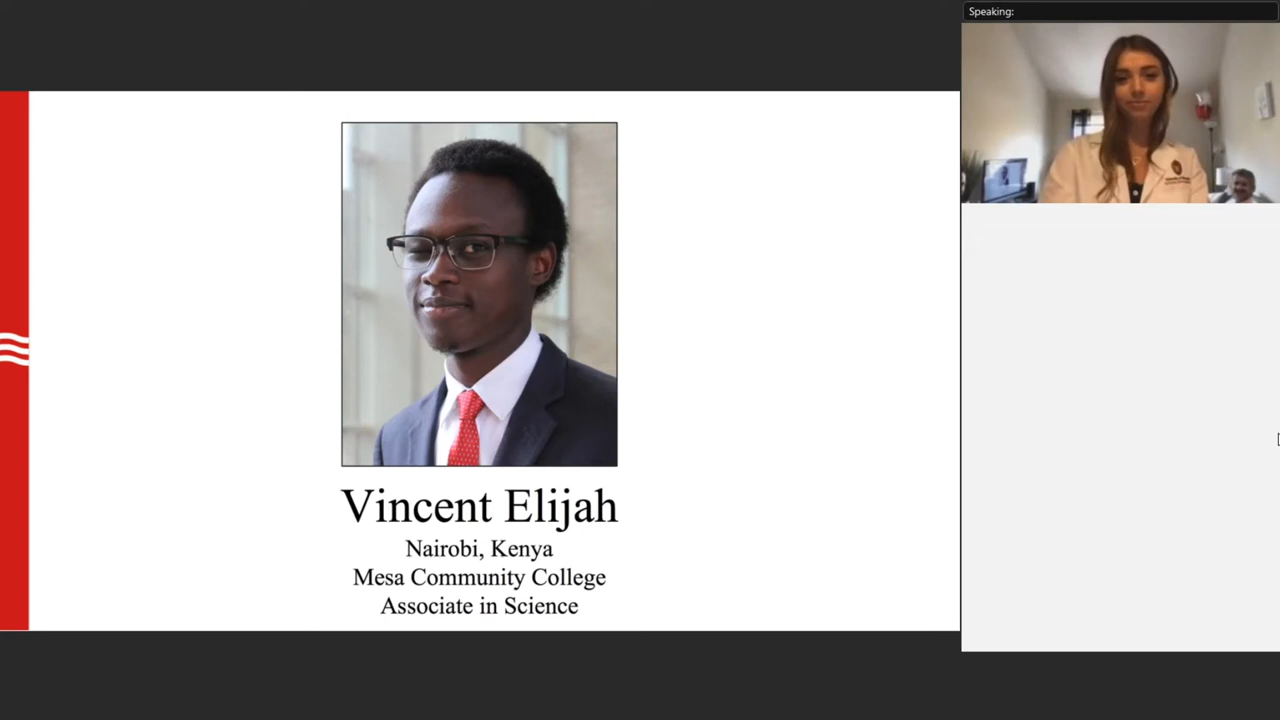 Speaking:
Vincent Elijah
Nairobi, Kenya
Mesa Community College
Associate in Science